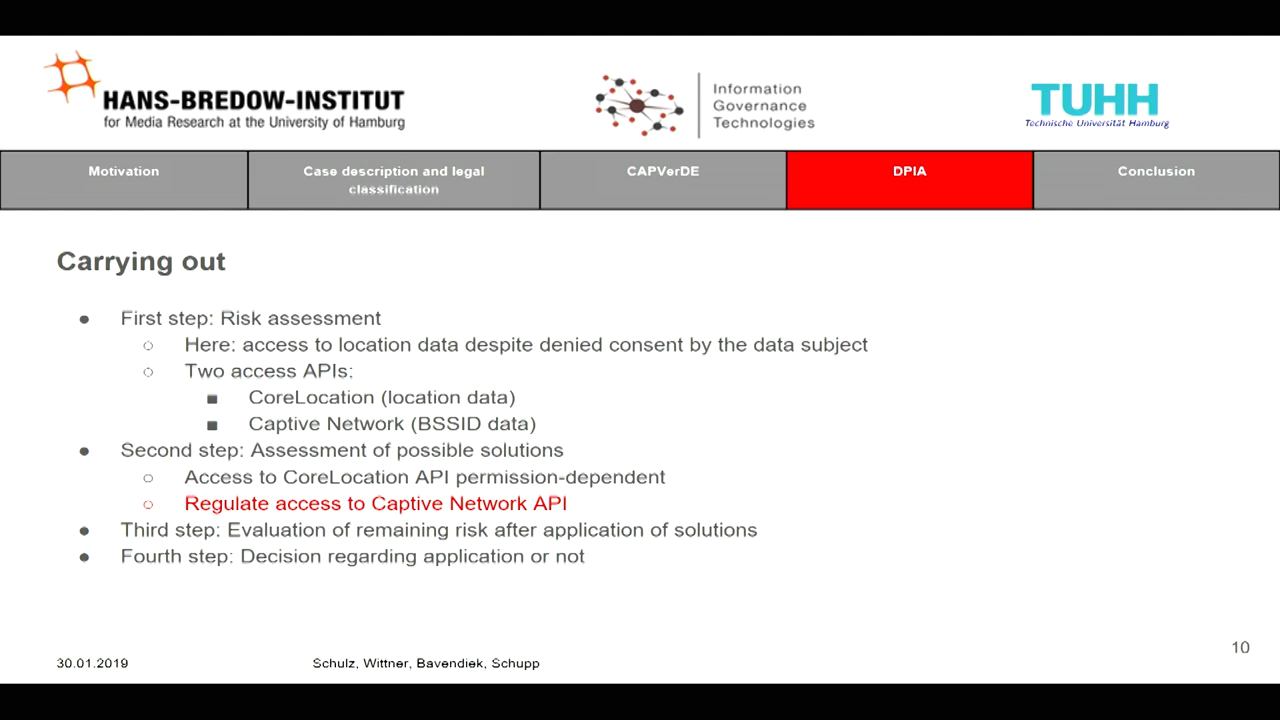 HANS-BREDOW-INSTITUT
for Media Research at the University of Hamburg
Information
Governance
Technologies
TUHH
Technische Universität Hamburg
Motivation
Case description and legal
classification
CAPVerDE
DPIA
Conclusion
Carrying out
● First step: Risk assessment
○ Here: access to location data despite denied consent by the data subject
○ Two access APIs:
■ CoreLocation (location data)
■ Captive Network (BSSID data)
● Second step: Assessment of possible solutions
○ Access to CoreLocation API permission-dependent
○ Regulate access to Captive Network API
● Third step: Evaluation of remaining risk after application of solutions
● Fourth step: Decision regarding application or not
10
30.01.2019
Schulz, Wittner, Bavendiek, Schupp